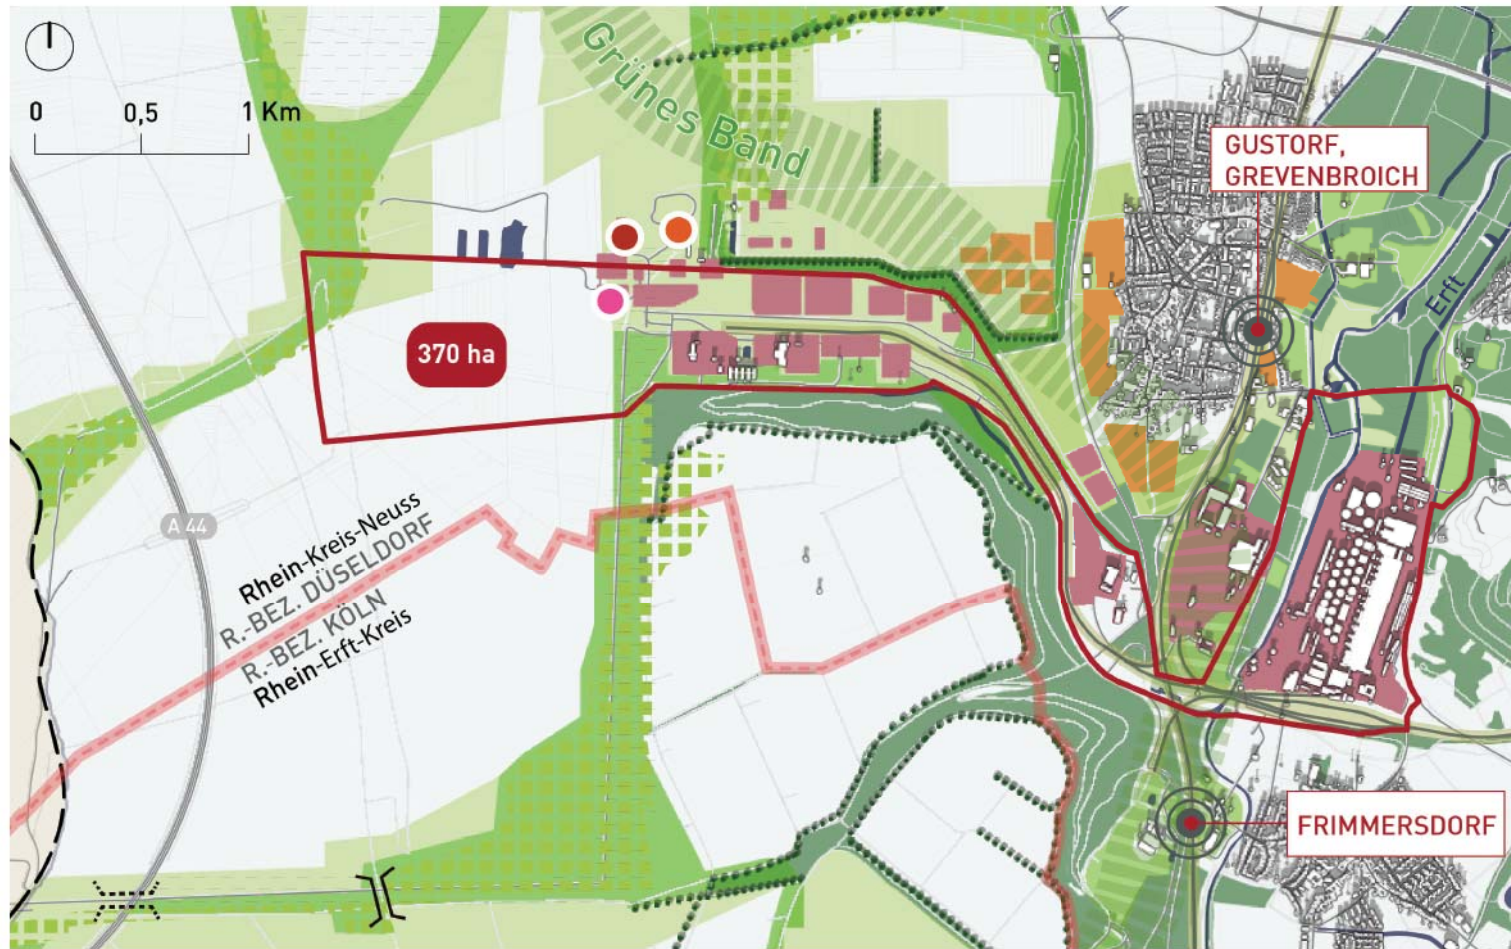 0 0,5 1 Km
Grünes Band
GUSTORF,
GREVENBROICH
Erft
370 ha
A 44
Rhein-Kreis-Neuss
R.-BEZ. DÜSELDORF
R.-BEZ. KÖLN
Rhein-Erft-Kreis
FRIMMERSDORF